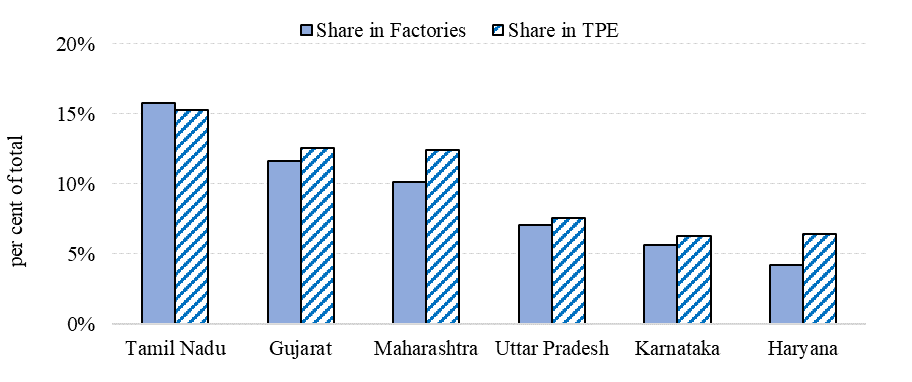 Share in Factories Share in TPE
20%
15%
10%
5%
0%
per cent of total
Tamil Nadu Gujarat Maharashtra Uttar Pradesh Karnataka Haryana